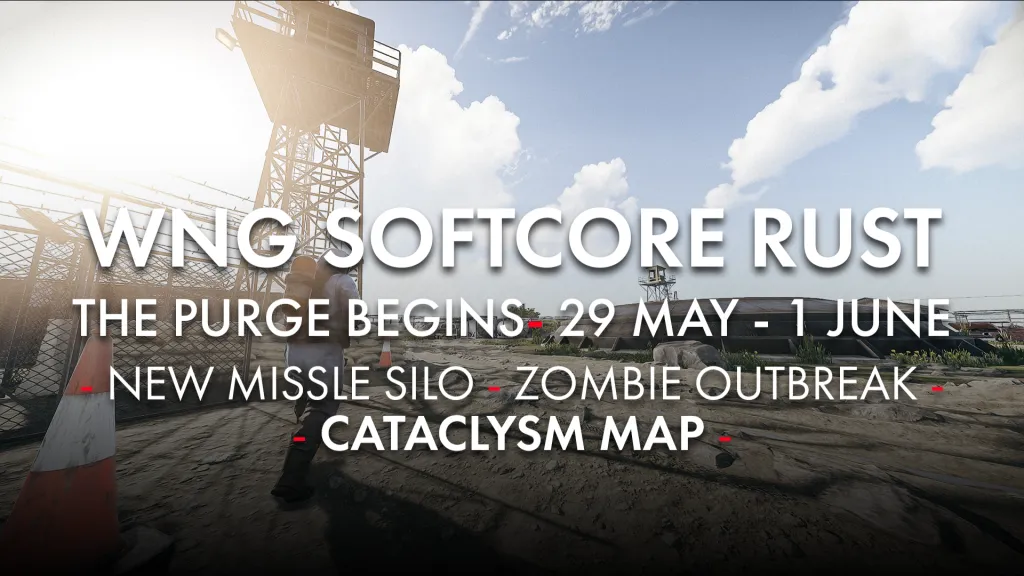 WNG SOFTCORE RUST
THE PURGE BEGINS- 29 MAY - 1 JUNE
- NEW MISSLE SILO - ZOMBIE OUTBREAK -
- CATACLYSM MAP -